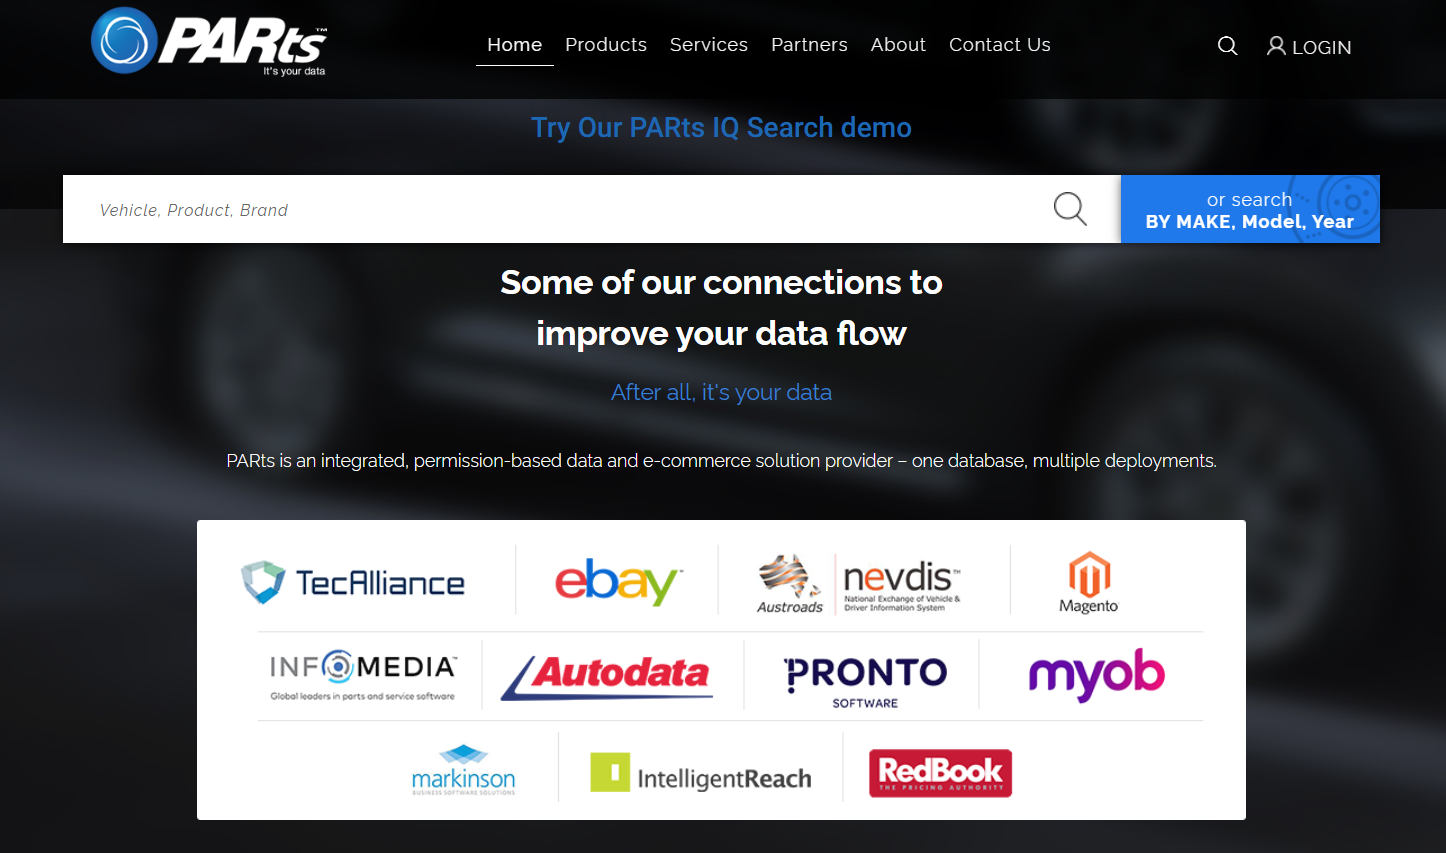 PARts™
It's your data
Home Products Services Partners About Contact Us
LOGIN
Try Our PARts IQ Search demo
Vehicle, Product, Brand
or search
BY MAKE, Model, Year
Some of our connections to
improve your data flow
After all, it's your data
PARts is an integrated, permission-based data and e-commerce solution provider – one database, multiple deployments.
TecAlliance
ebay™
Austroads
nevdis™
National Exchange of Vehicle &
Driver Information System
Magento
INFOMEDIA™
Global leaders in parts and service software
Autodata
PRONTO
SOFTWARE
myob
markinson
BUSINESS SOFTWARE SOLUTIONS
IntelligentReach
RedBook
THE PRICING AUTHORITY